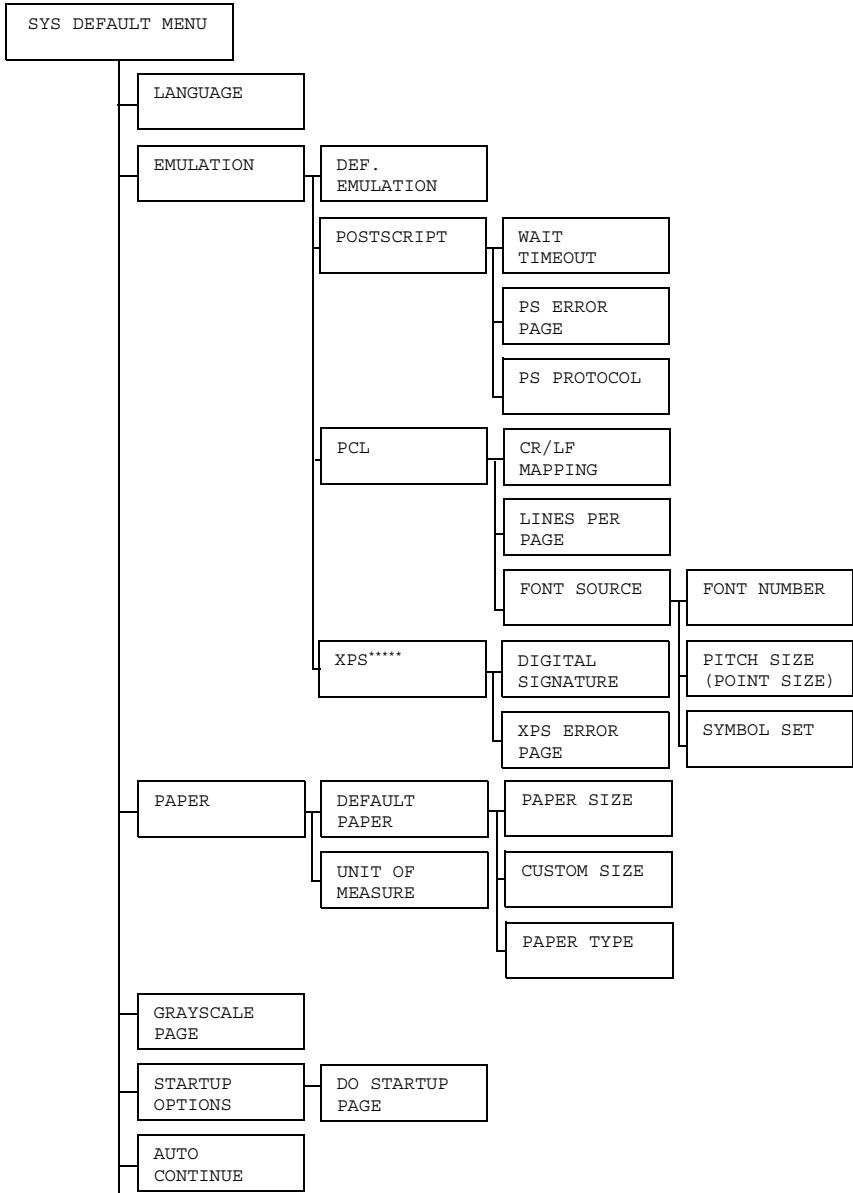 SYS DEFAULT MENU
LANGUAGE
EMULATION
DEF.
EMULATION
POSTSCRIPT
WAIT
TIMEOUT
PS ERROR
PAGE
PS PROTOCOL
PCL
CR/LF
MAPPING
LINES PER
PAGE
FONT SOURCE
FONT NUMBER
PITCH SIZE
(POINT SIZE)
SYMBOL SET
XPS*****
DIGITAL
SIGNATURE
XPS ERROR
PAGE
PAPER
DEFAULT
PAPER
PAPER SIZE
CUSTOM SIZE
PAPER TYPE
UNIT OF
MEASURE
GRAYSCALE
PAGE
STARTUP
OPTIONS
DO STARTUP
PAGE
AUTO
CONTINUE